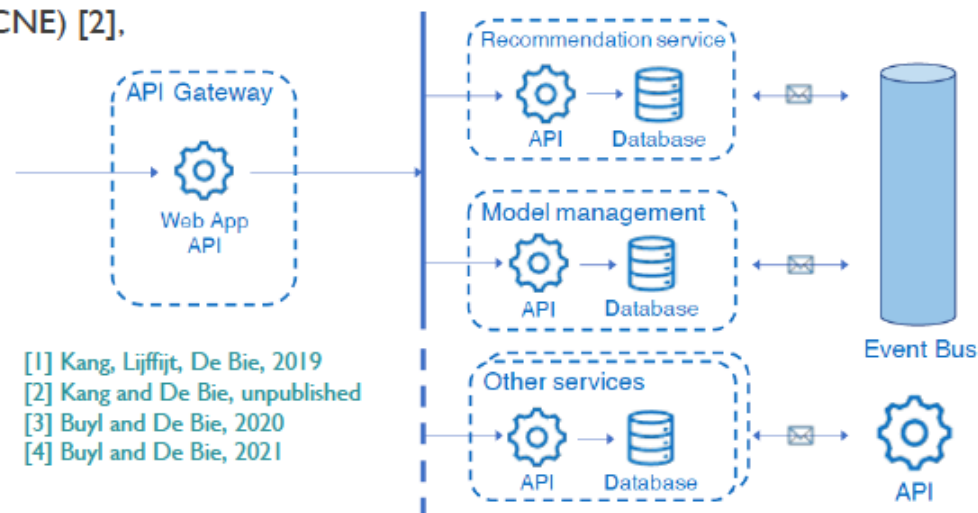 CNE) [2],
API Gateway
Web App
API
[1] Kang, Lijffijt, De Bie, 2019
[2] Kang and De Bie, unpublished
[3] Buyl and De Bie, 2020
[4] Buyl and De Bie, 2021
Recommendation service
API Database
Model management
API Database
Other services
API Database
Event Bus
API